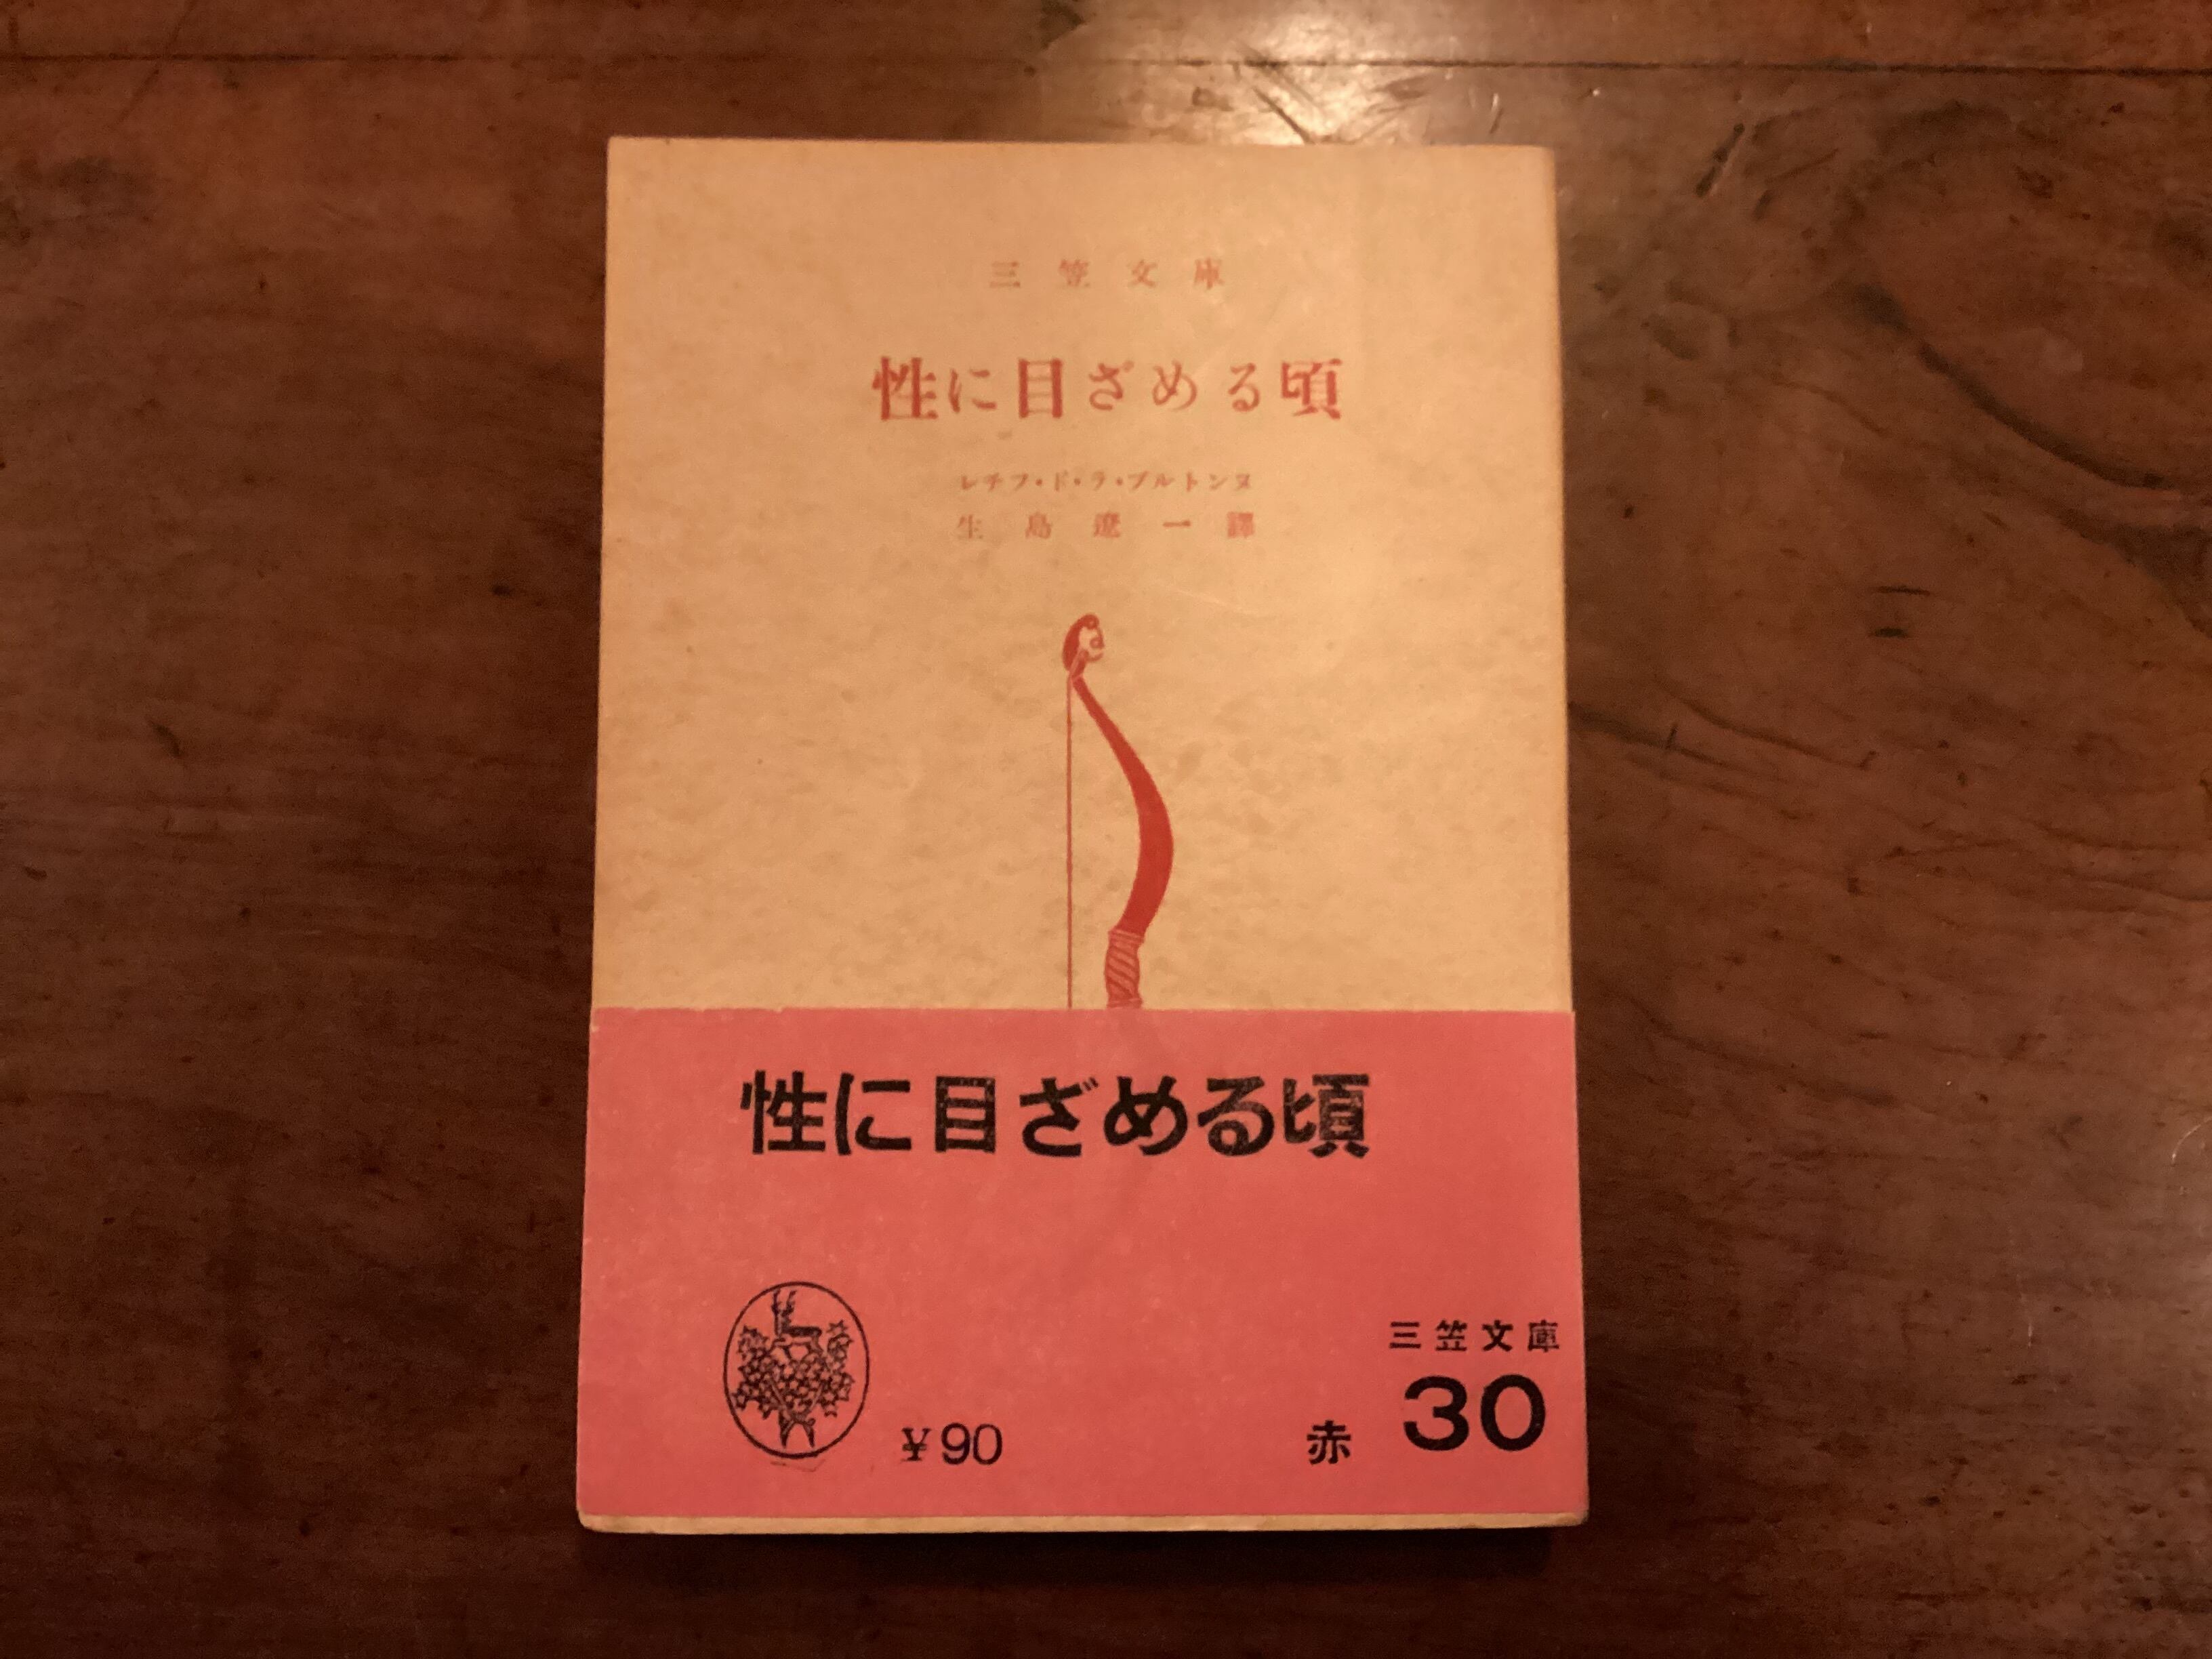 三笠文庫
性に目ざめる頃
レチフ・ド・ラ・ブルトンヌ
生島遼一譯
性に目ざめる頃
¥90
三笠文庫
赤 30